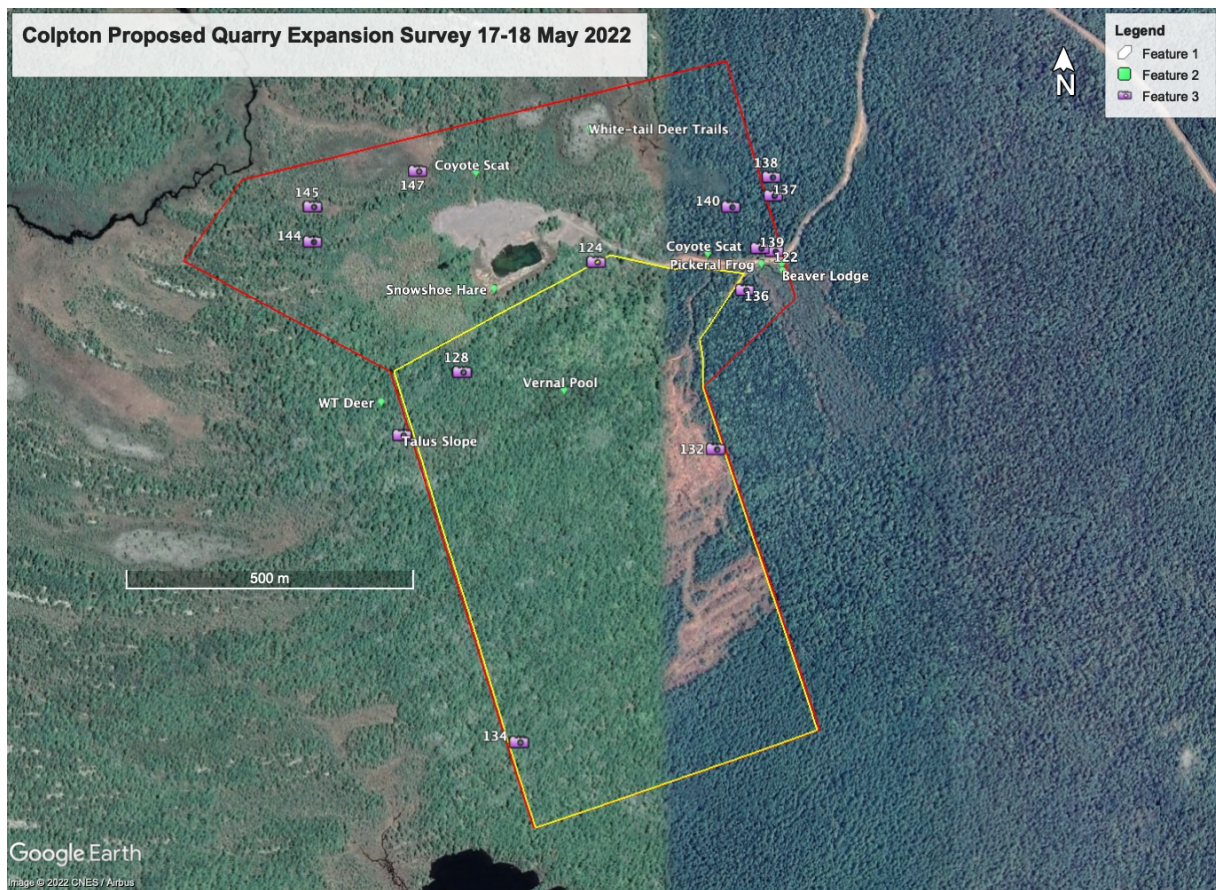 Colpton Proposed Quarry Expansion Survey 17-18 May 2022
Legend
Feature 1
Feature 2
Feature 3
N
White-tail Deer Trails
Coyote Scat
147
145
144
138
137
140
124
Coyote Scat
139
122
Pickeral Frog
Beaver Lodge
Snowshoe Hare
136
128
Vernal Pool
WT Deer
Talus Slope
132
500 m
134
Google Earth
Image © 2022 CNES / Airbus